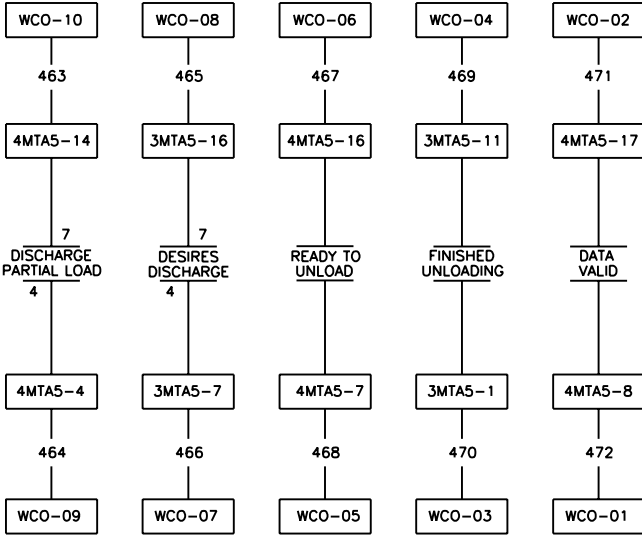 WCO-10 WCO-08 WCO-06 WCO-04 WCO-02
463 465 467 469 471
4MTA5-14 3MTA5-16 4MTA5-16 3MTA5-11 4MTA5-17
7 7
DISCHARGE DESIRES READY TO FINISHED DATA
PARTIAL LOAD DISCHARGE UNLOAD UNLOADING VALID
4 4
4MTA5-4 3MTA5-7 4MTA5-7 3MTA5-1 4MTA5-8
464 466 468 470 472
WCO-09 WCO-07 WCO-05 WCO-03 WCO-01